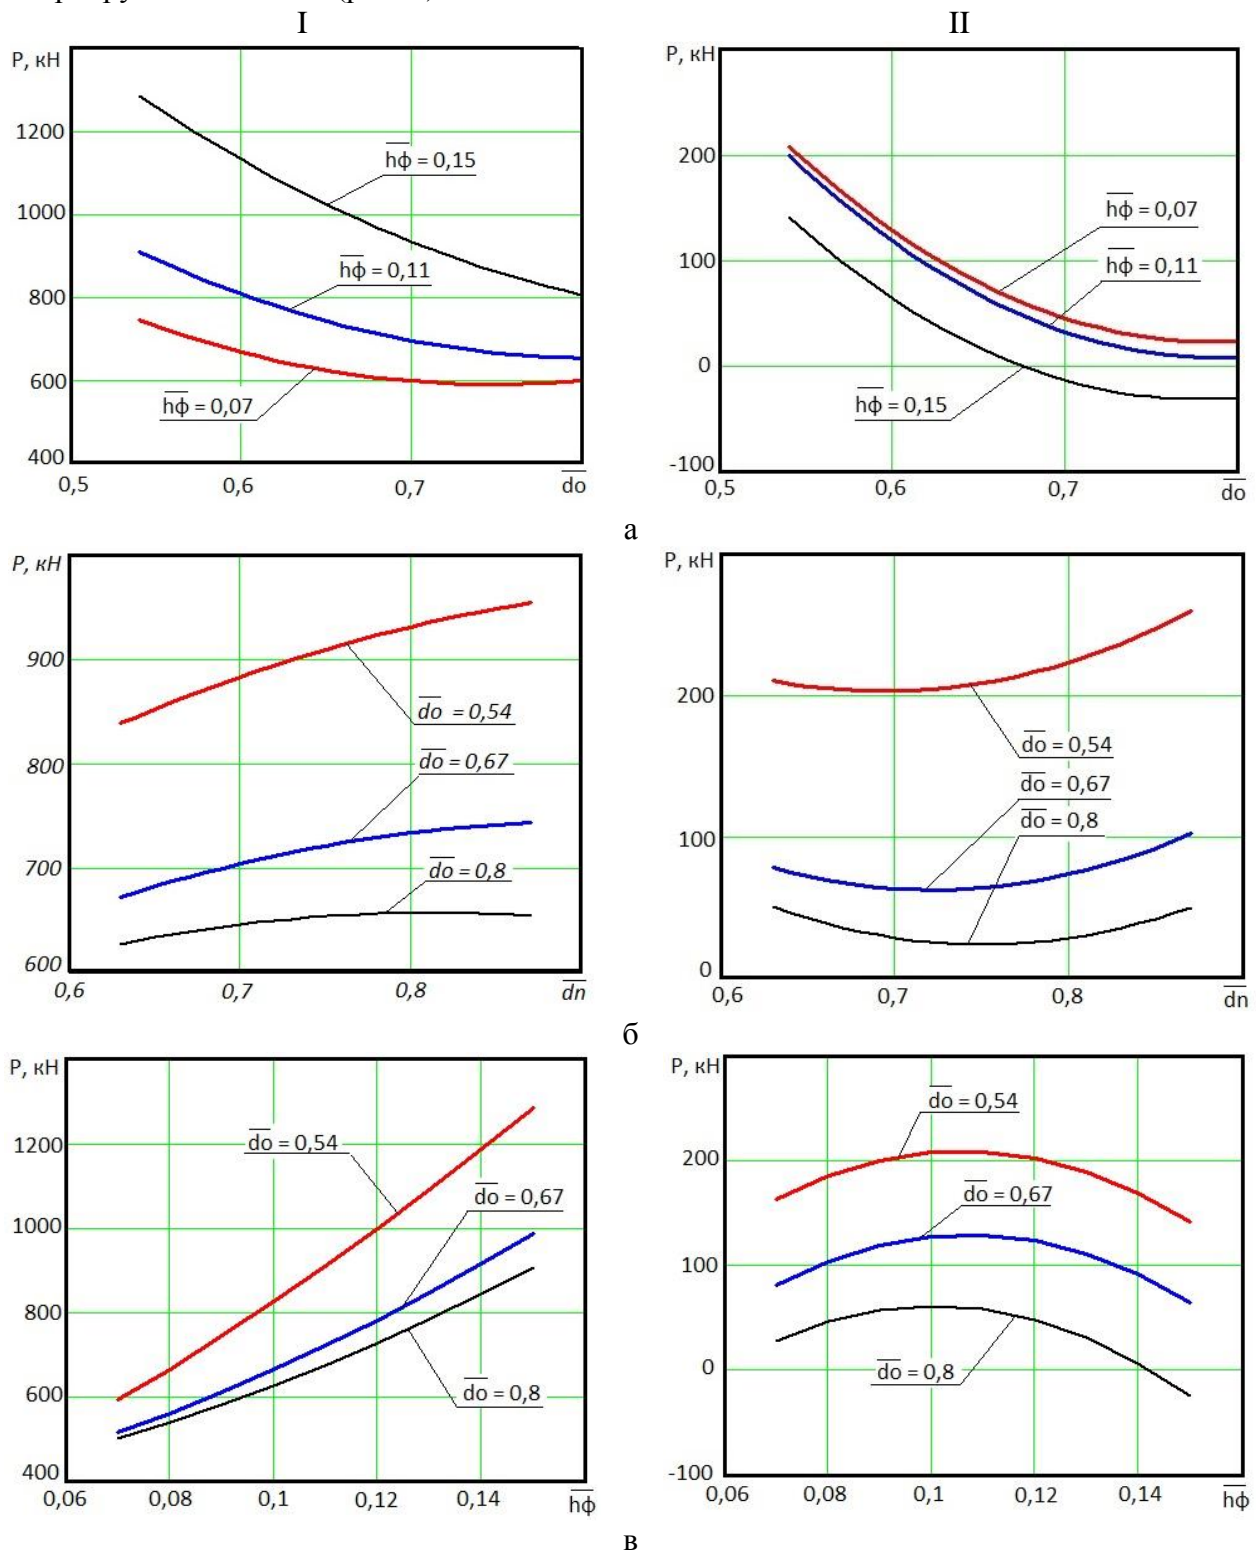 I II
P, кН
1200
1000
800
600
400
0,5 0,6 0,7 do
hф = 0,15
hф = 0,11
hф = 0,07
P, кН
200
100
0
-100
0,5 0,6 0,7 do
hф = 0,07
hф = 0,11
hф = 0,15
а
P, кН
900
800
700
600
0,6 0,7 0,8 dn
do = 0,54
do = 0,67
do = 0,8
P, кН
200
100
0
0,6 0,7 0,8 dn
do = 0,54
do = 0,67
do = 0,8
б
P, кН
1200
1000
800
600
400
0,06 0,08 0,1 0,12 0,14 hф
do = 0,54
do = 0,67
do = 0,8
P, кН
200
100
0
-100
0,06 0,08 0,1 0,12 0,14 hф
do = 0,54
do = 0,67
do = 0,8
в